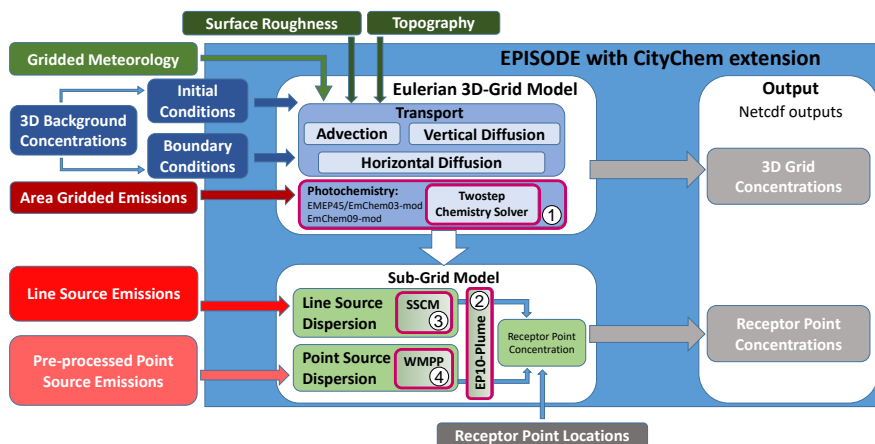 Surface Roughness
Topography
EPISODE with CityChem extension
Gridded Meteorology
Initial
Conditions
3D Background
Concentrations
Boundary
Conditions
Area Gridded Emissions
Eulerian 3D-Grid Model
Transport
Advection
Vertical Diffusion
Horizontal Diffusion
Photochemistry:
EMEP45/EmChem03-mod
EmChem09-mod
Twostep
Chemistry Solver
1
Output
Netcdf outputs
3D Grid
Concentrations
Line Source Emissions
Pre-processed Point
Source Emissions
Sub-Grid Model
Line Source
Dispersion
SSCM
3
2
EP10-Plume
Point Source
Dispersion
WMPP
4
Receptor Point
Concentration
Receptor Point
Concentrations
Receptor Point Locations